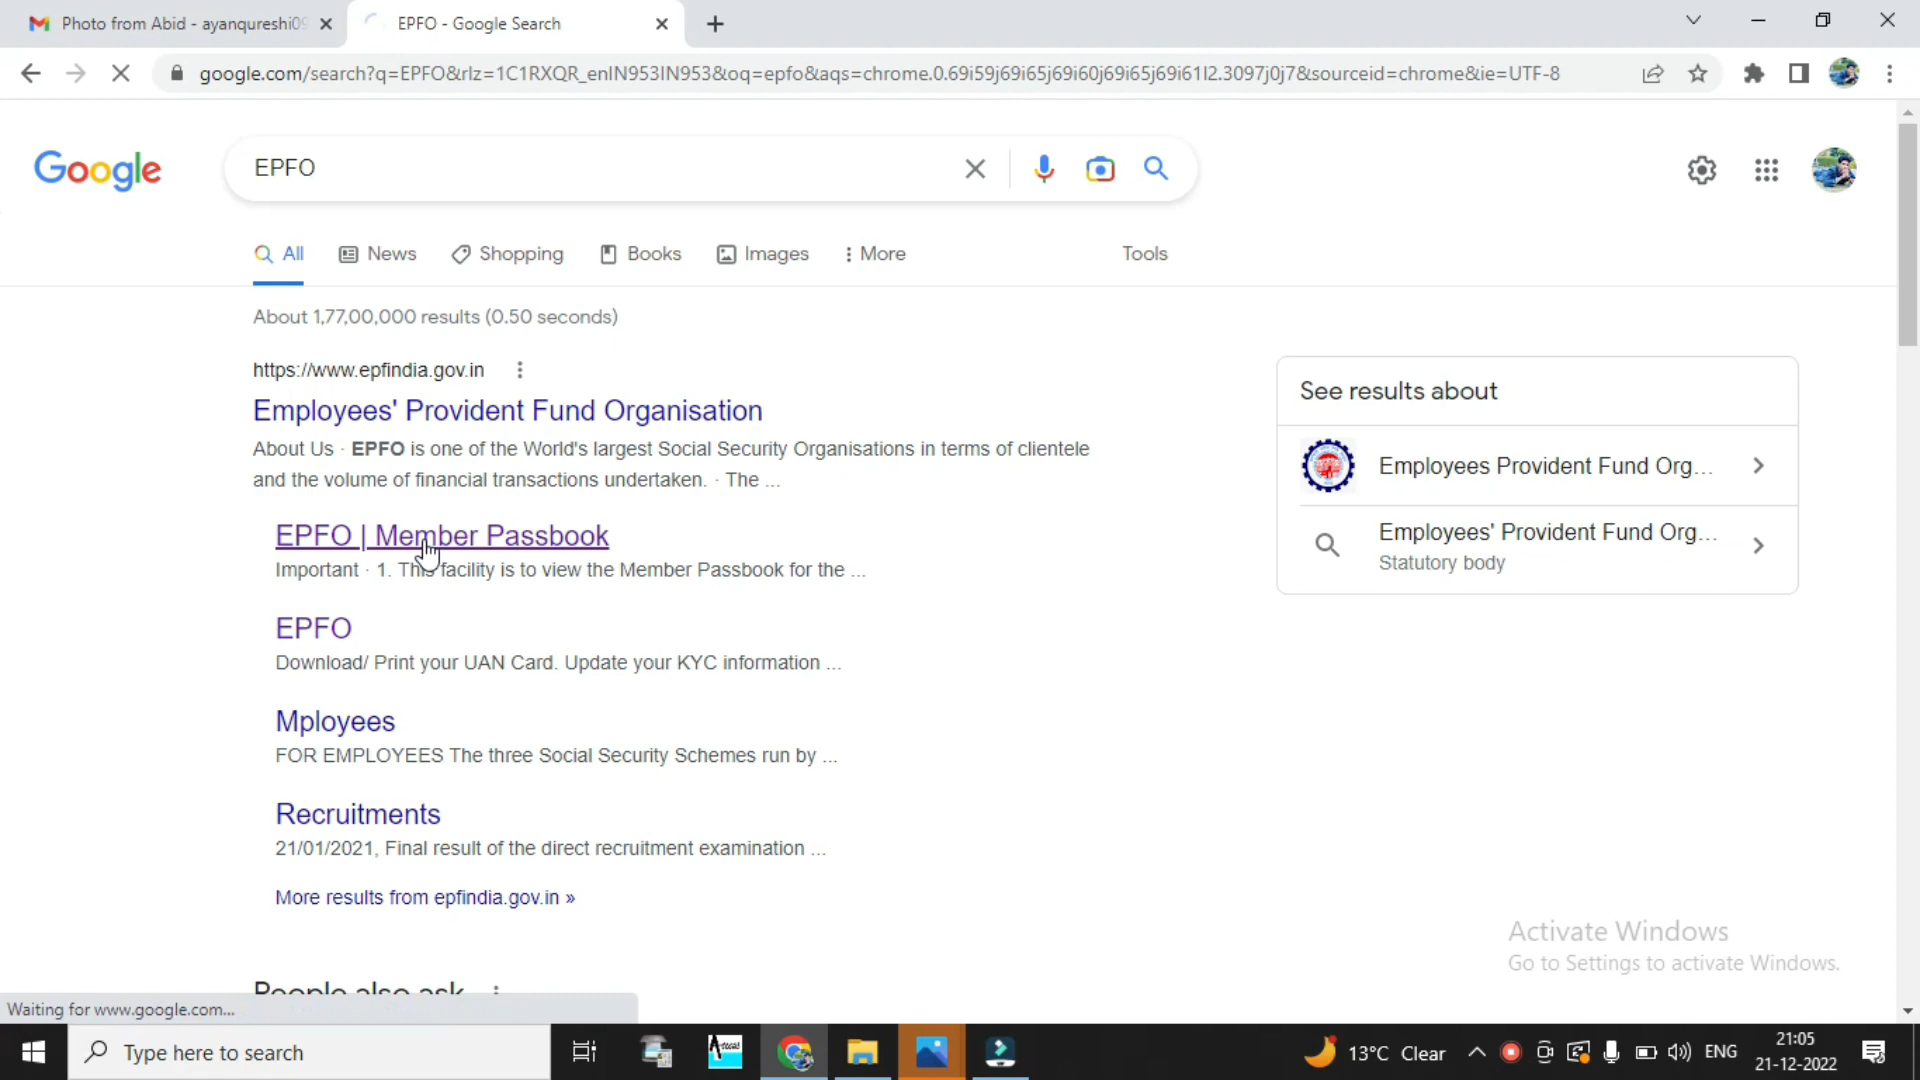 Photo from Abid - ayanqureshi09
EPFO - Google Search
google.com/search?q=EPFO&rlz=1C1RXQR_enIN953IN953&oq=epfo&aqs=chrome.0.69i59j69i65j69i60j69i65j69i61l2.3097j0j7&sourceid=chrome&ie=UTF-8
Google
EPFO
All
News
Shopping
Books
Images
More
Tools
About 1,77,00,000 results (0.50 seconds)
https://www.epfindia.gov.in
Employees' Provident Fund Organisation
About Us · EPFO is one of the World's largest Social Security Organisations in terms of clientele
and the volume of financial transactions undertaken. · The ...
EPFO | Member Passbook
Important · 1. This facility is to view the Member Passbook for the ...
EPFO
Download/ Print your UAN Card. Update your KYC information ...
Mployees
FOR EMPLOYEES The three Social Security Schemes run by ...
Recruitments
21/01/2021, Final result of the direct recruitment examination ...
More results from epfindia.gov.in »
People also ask
See results about
Employees Provident Fund Org...
Employees' Provident Fund Org...
Statutory body
Activate Windows
Go to Settings to activate Windows.
Waiting for www.google.com...
Type here to search
13°C Clear
ENG
21:05
21-12-2022